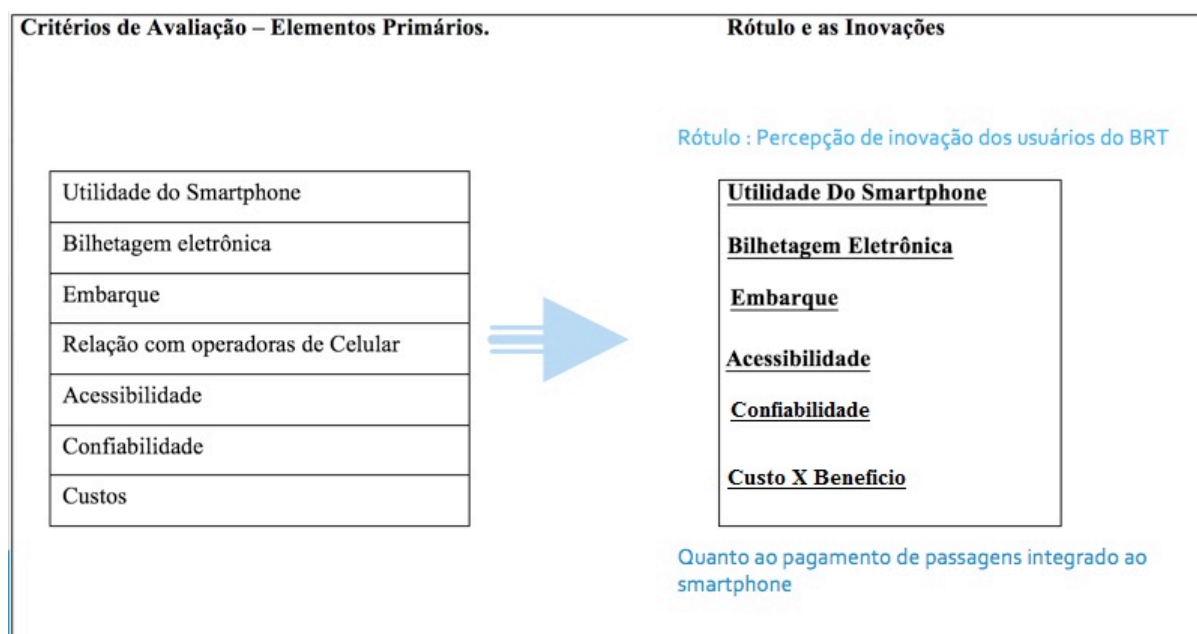 Critérios de Avaliação – Elementos Primários.
Rótulo e as Inovações
Utilidade do Smartphone
Bilhetagem eletrônica
Embarque
Relação com operadoras de Celular
Acessibilidade
Confiabilidade
Custos
Rótulo : Percepção de inovação dos usuários do BRT
Utilidade Do Smartphone
Bilhetagem Eletrônica
Embarque
Acessibilidade
Confiabilidade
Custo X Beneficio
Quanto ao pagamento de passagens integrado ao
smartphone